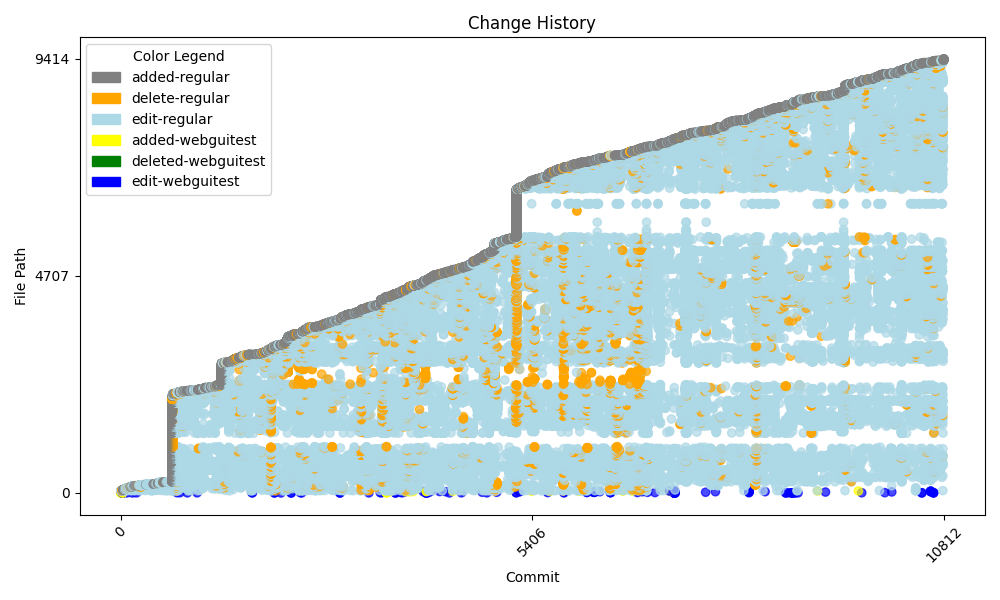 Change History
Color Legend
added-regular
delete-regular
edit-regular
added-webguitest
deleted-webguitest
edit-webguitest
File Path
9414
4707
0
0
5406
10812
Commit